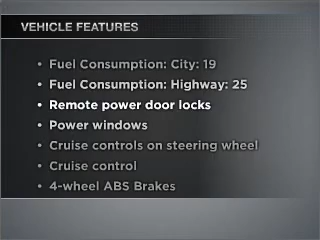 VEHICLE FEATURES
• Fuel Consumption: City: 19
• Fuel Consumption: Highway: 25
• Remote power door locks
• Power windows
• Cruise controls on steering wheel
• Cruise control
• 4-wheel ABS Brakes